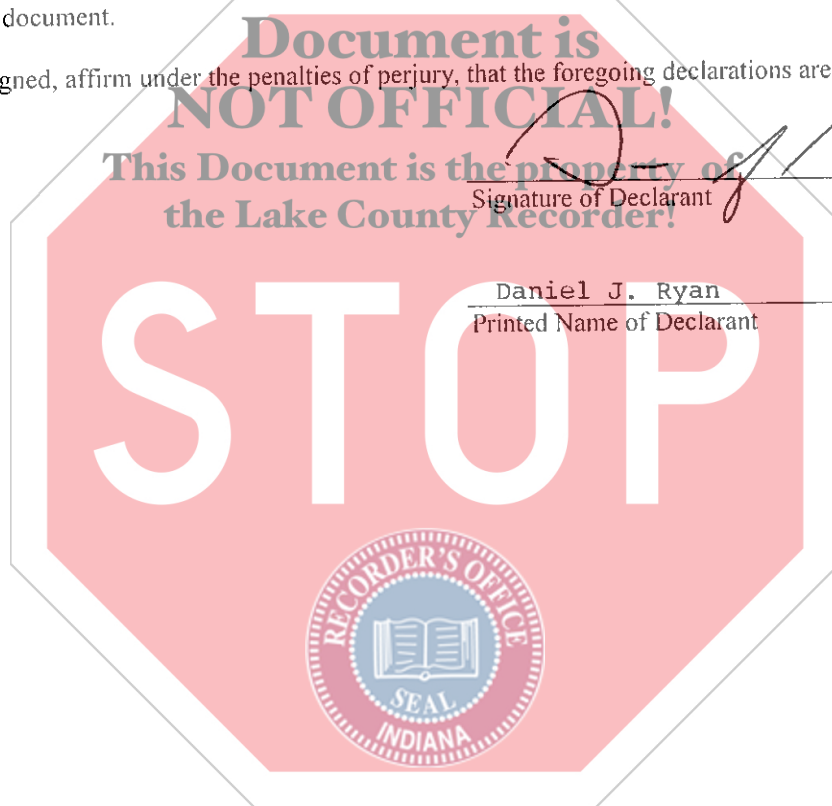 document.
Document is
gned, affirm under the penalties of perjury, that the foregoing declarations are
NOT OFFICIAL!
This Document is the property of
the Lake County Recorder!
Signature of Declarant
Daniel J. Ryan
Printed Name of Declarant
STOP
RECORDER'S OFFICE
SEAL
INDIANA